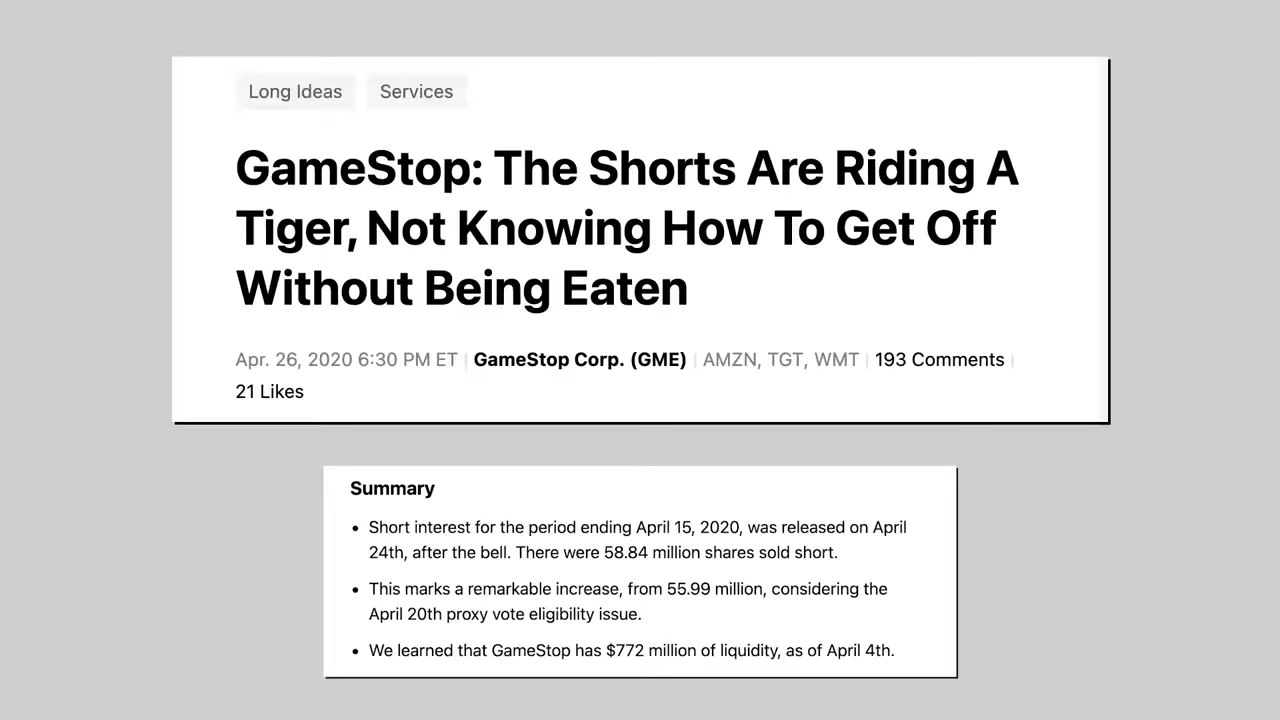 Long Ideas Services
GameStop: The Shorts Are Riding A
Tiger, Not Knowing How To Get Off
Without Being Eaten
Apr. 26, 2020 6:30 PM ET | GameStop Corp. (GME) | AMZN, TGT, WMT | 193 Comments |
21 Likes
Summary
• Short interest for the period ending April 15, 2020, was released on April
24th, after the bell. There were 58.84 million shares sold short.
• This marks a remarkable increase, from 55.99 million, considering the
April 20th proxy vote eligibility issue.
• We learned that GameStop has $772 million of liquidity, as of April 4th.